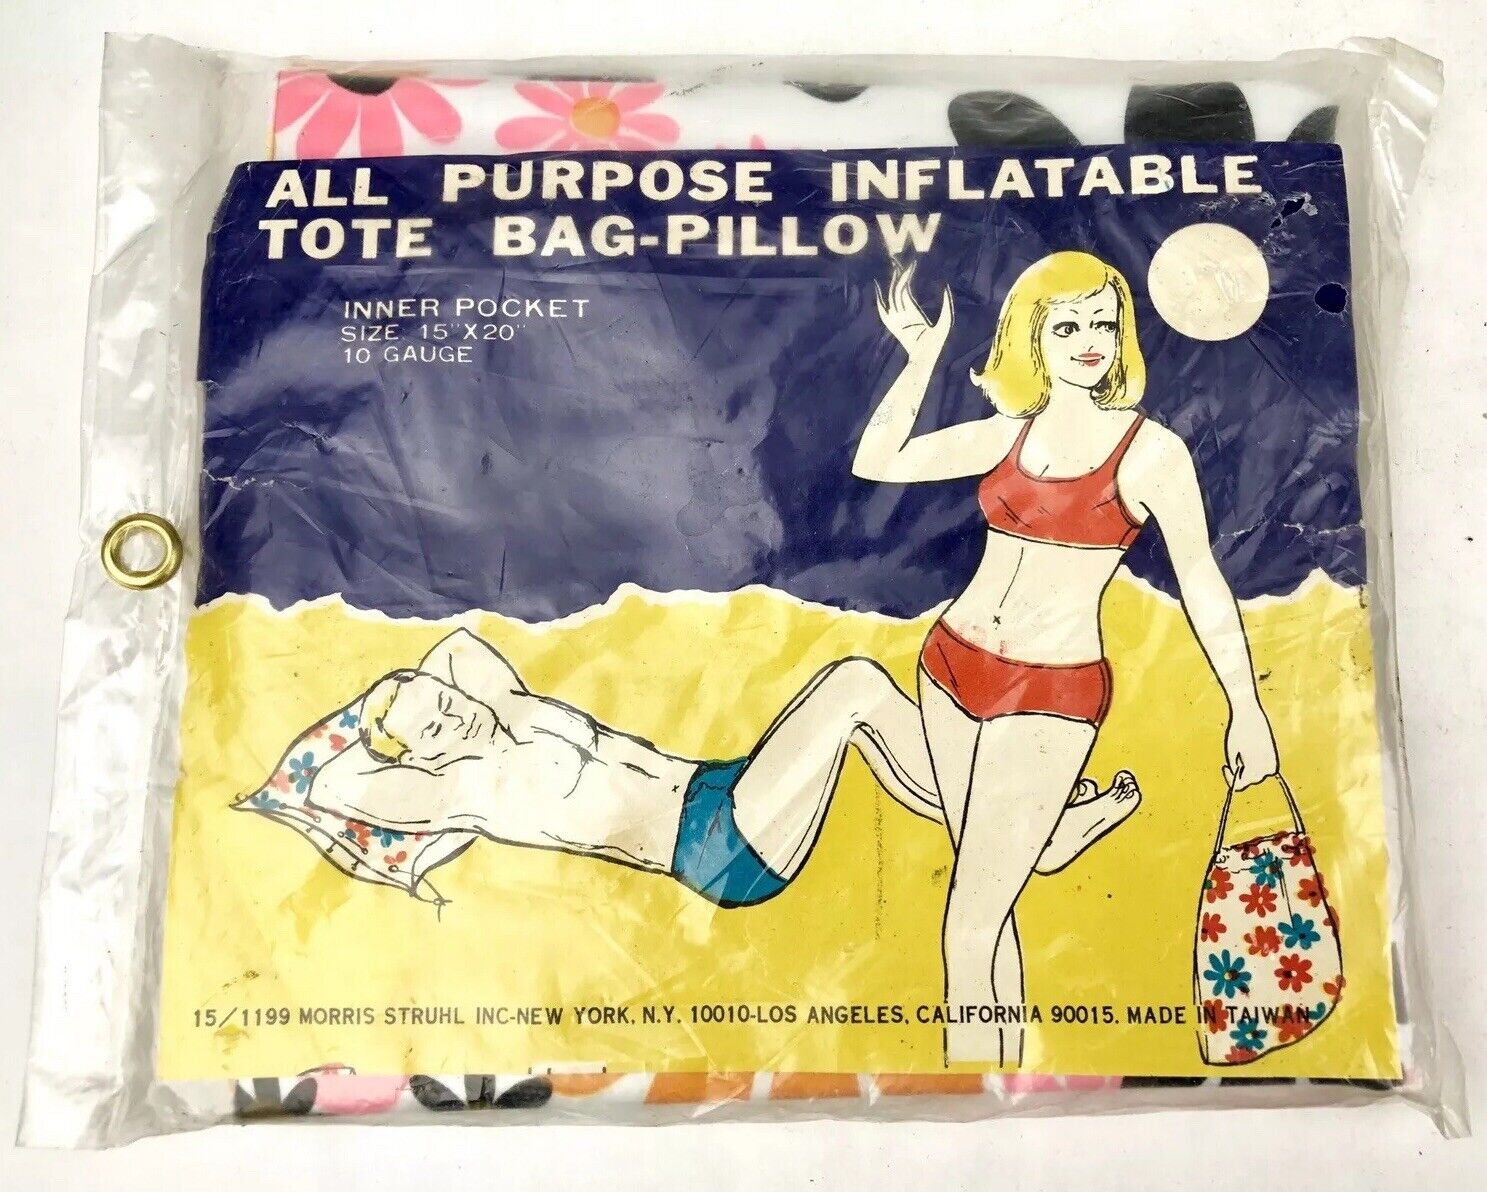 ALL PURPOSE INFLATABLE
TOTE BAG-PILLOW
INNER POCKET
SIZE 15"X20"
10 GAUGE
15/1199 MORRIS STRUHL INC-NEW YORK, N.Y. 10010-LOS ANGELES, CALIFORNIA 90015. MADE IN TAIWAN